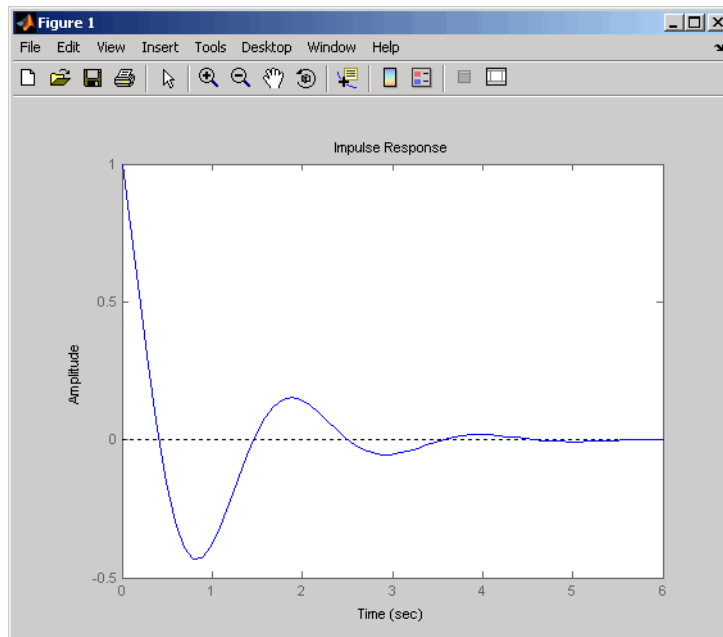 Figure 1
File Edit View Insert Tools Desktop Window Help
Impulse Response
1
0.5
0
-0.5
Amplitude
0 1 2 3 4 5 6
Time (sec)